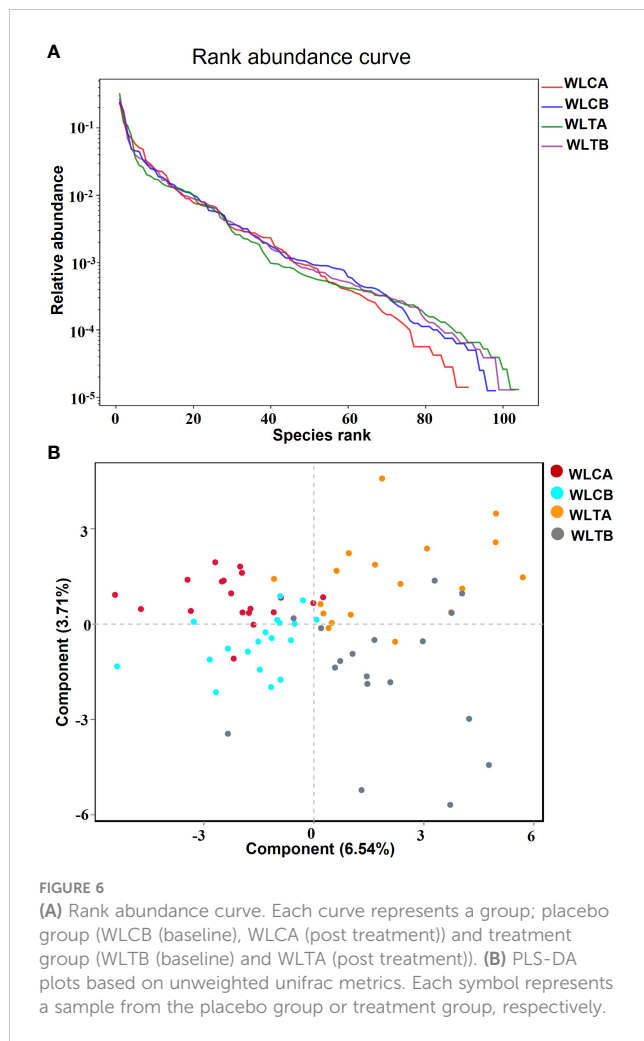 A
Rank abundance curve
WLCA
WLCB
WLTA
WLTB
Relative abundance
10-1
10-2
10-3
10-4
10-5
0 20 40 60 80 100
Species rank
B
WLCA
WLCB
WLTA
WLTB
Component (3.71%)
3
0
-3
-6
-3 0 3 6
Component (6.54%)
FIGURE 6
(A) Rank abundance curve. Each curve represents a group; placebo
group (WLCB (baseline), WLCA (post treatment)) and treatment
group (WLTB (baseline) and WLTA (post treatment)). (B) PLS-DA
plots based on unweighted unifrac metrics. Each symbol represents
a sample from the placebo group or treatment group, respectively.